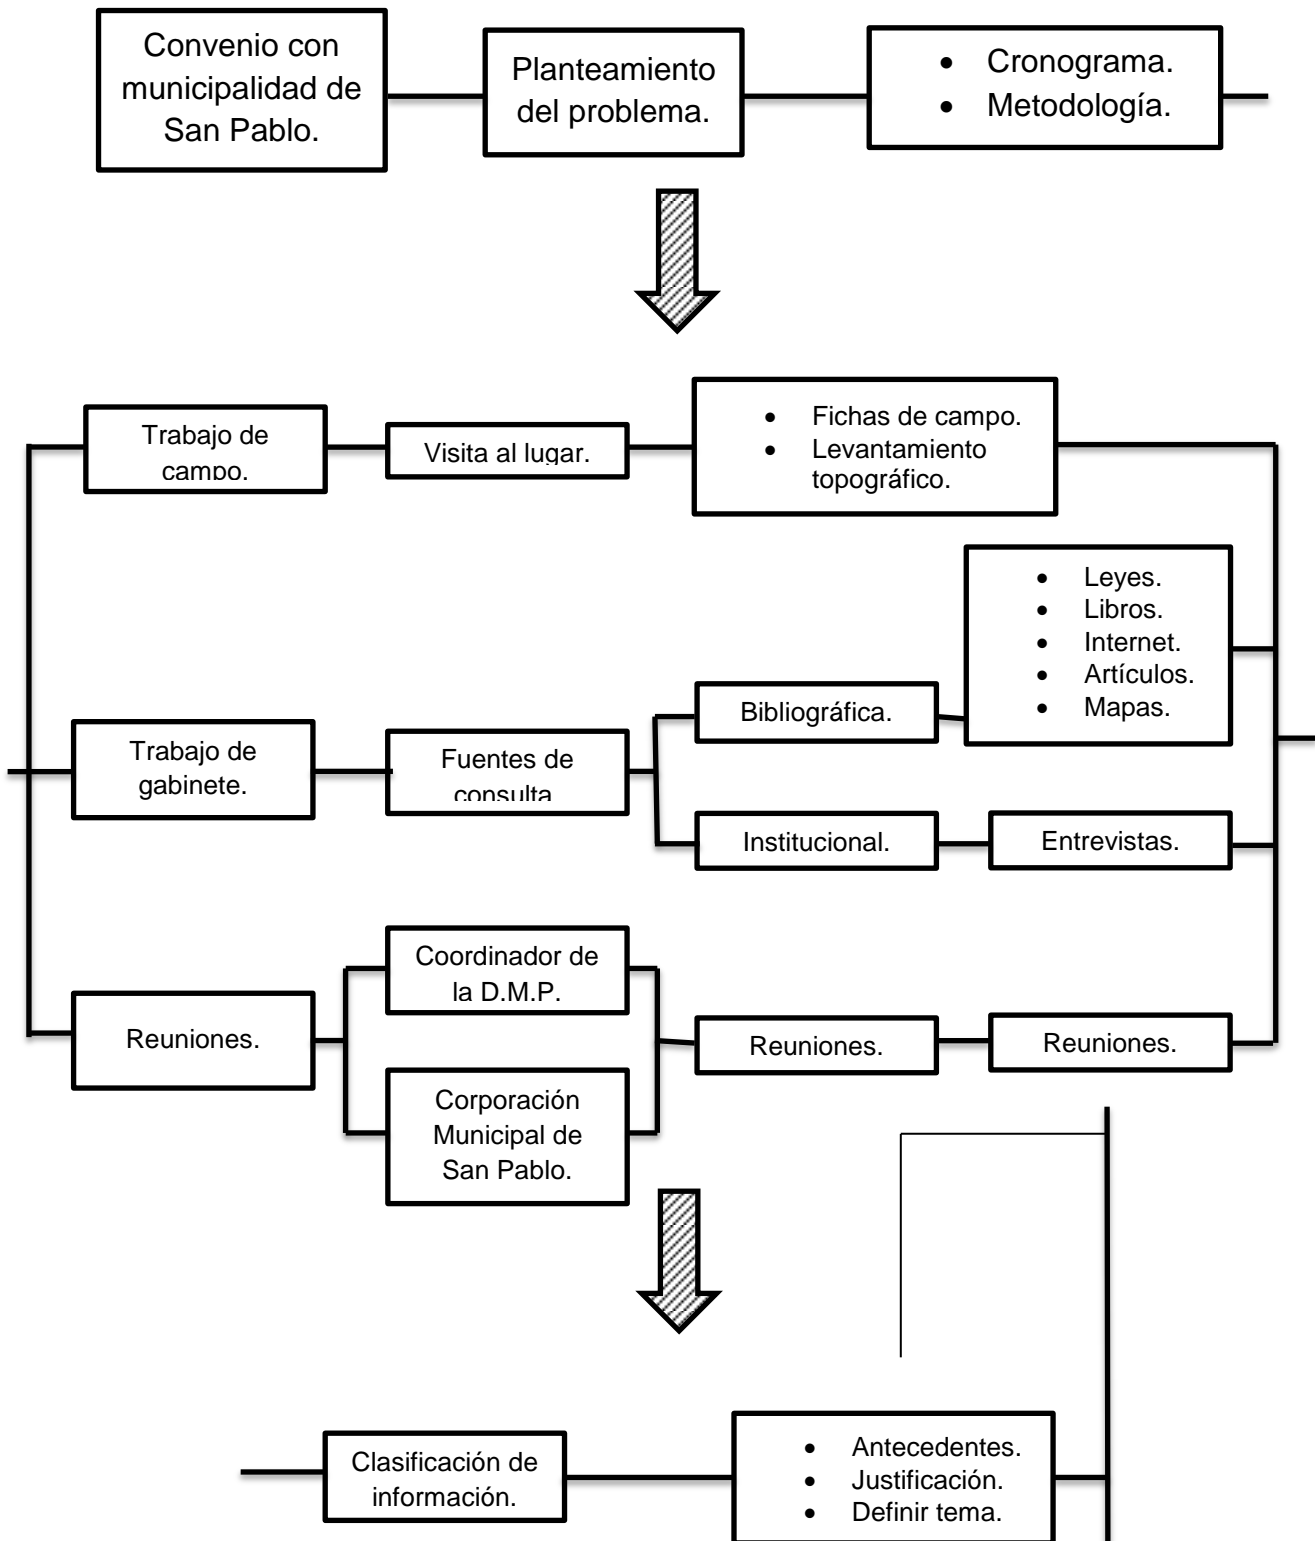 Convenio con
municipalidad de
San Pablo.
Planteamiento
del problema.
• Cronograma.
• Metodología.
Trabajo de
campo.
Visita al lugar.
• Fichas de campo.
• Levantamiento
topográfico.
• Leyes.
• Libros.
• Internet.
• Artículos.
• Mapas.
Bibliográfica.
Trabajo de
gabinete.
Fuentes de
consulta
Institucional.
Entrevistas.
Coordinador de
la D.M.P.
Reuniones.
Reuniones.
Reuniones.
Corporación
Municipal de
San Pablo.
Clasificación de
información.
• Antecedentes.
• Justificación.
• Definir tema.